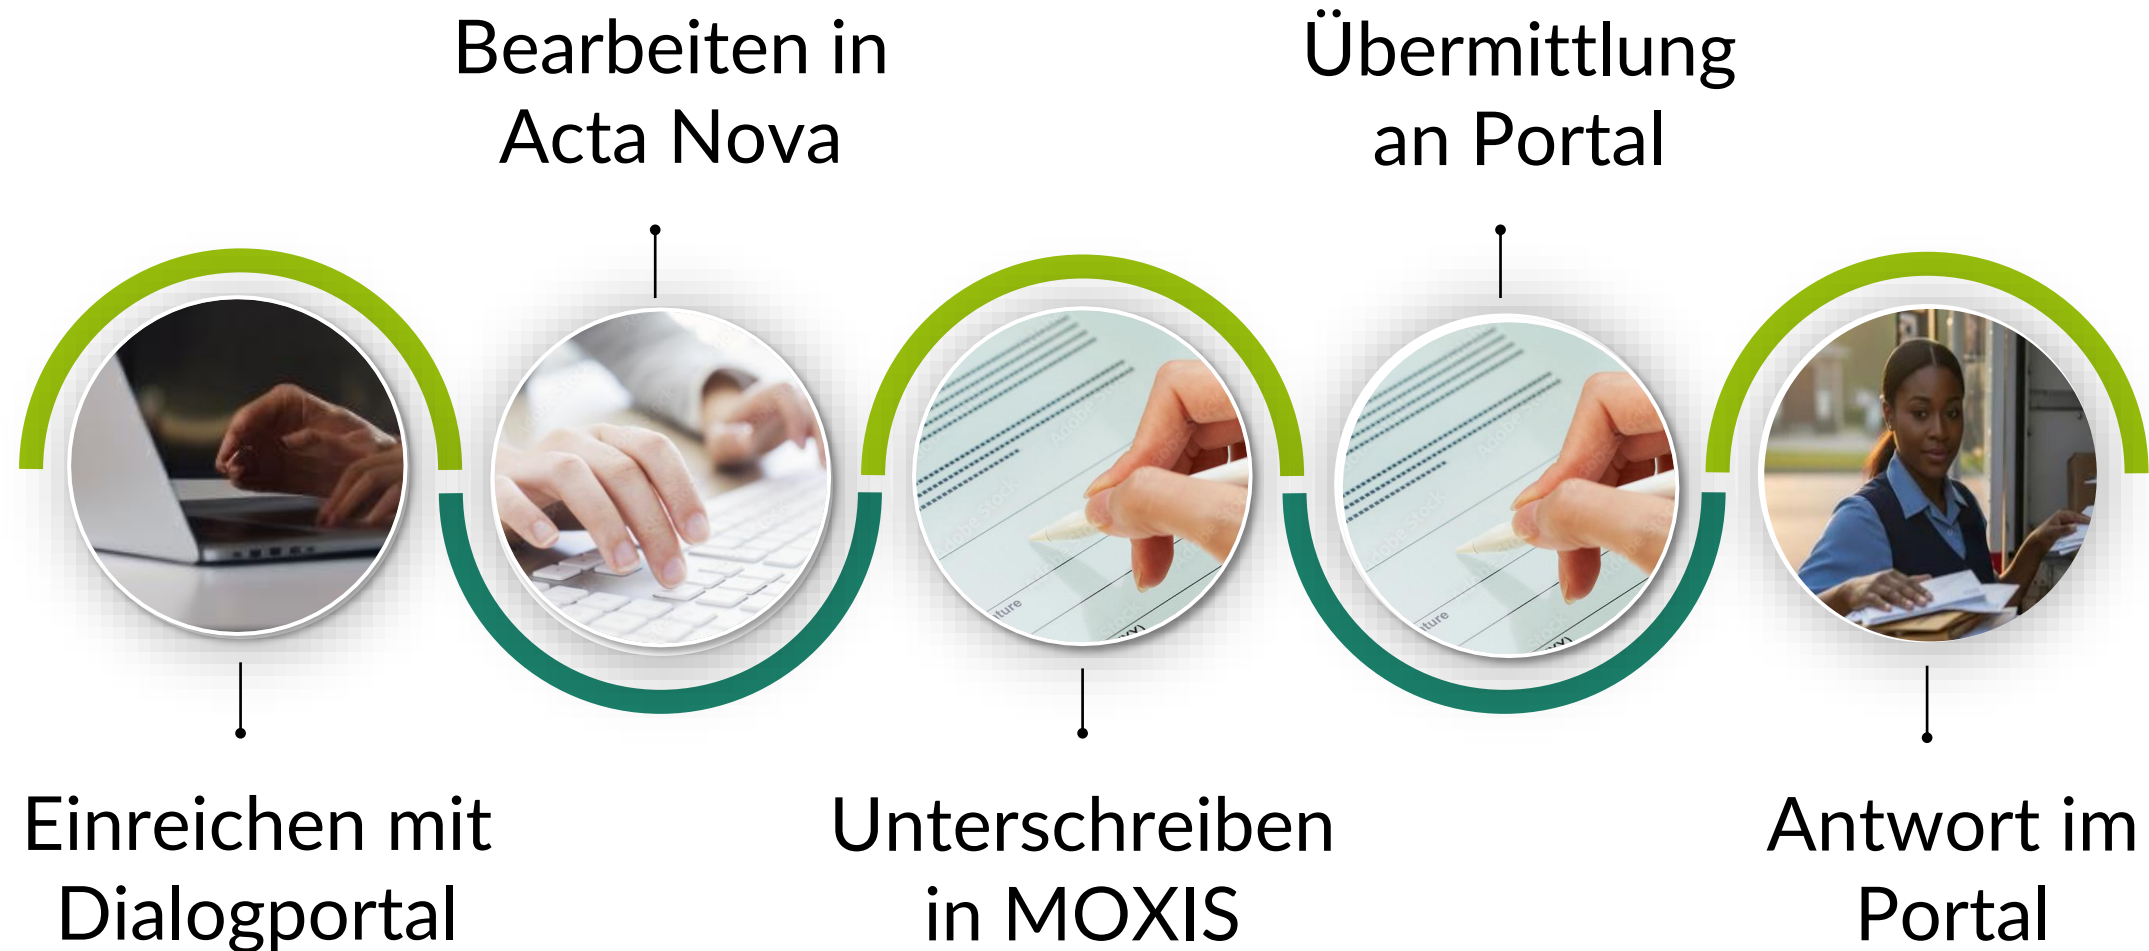 Bearbeiten in
Acta Nova
Übermittlung
an Portal
Einreichen mit
Dialogportal
Unterschreiben
in MOXIS
Antwort im
Portal